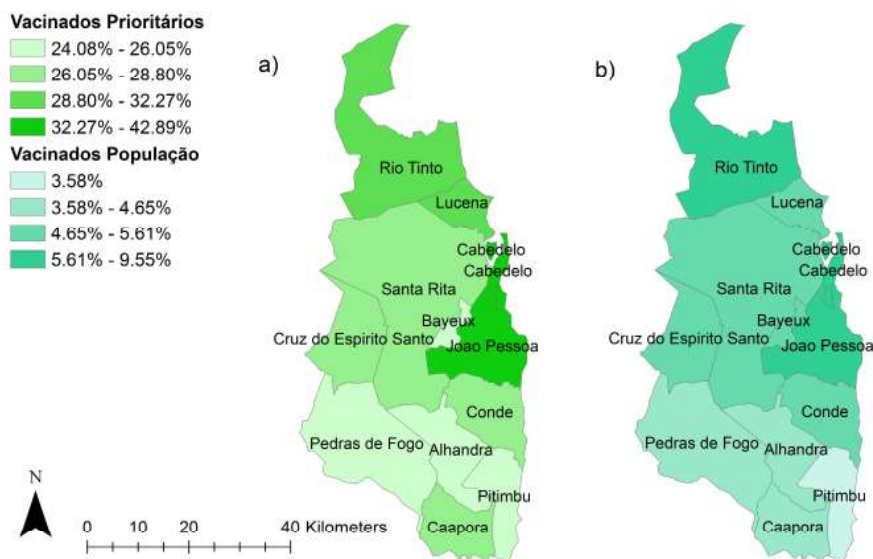 Vacinados Prioritários
24.08% - 26.05%
26.05% - 28.80%
28.80% - 32.27%
32.27% - 42.89%
Vacinados População
3.58%
3.58% - 4.65%
4.65% - 5.61%
5.61% - 9.55%
a)
Rio Tinto
Lucena
Cabedelo
Cabedelo
Santa Rita
Bayeux
Cruz do Espirito Santo
Joao Pessoa
Conde
Pedras de Fogo
Alhandra
Pitimbu
Caapora
b)
Rio Tinto
Lucena
Cabedelo
Cabedelo
Santa Rita
Bayeux
Cruz do Espirito Santo
Joao Pessoa
Conde
Pedras de Fogo
Alhandra
Pitimbu
Caapora
N
0 10 20 40 Kilometers